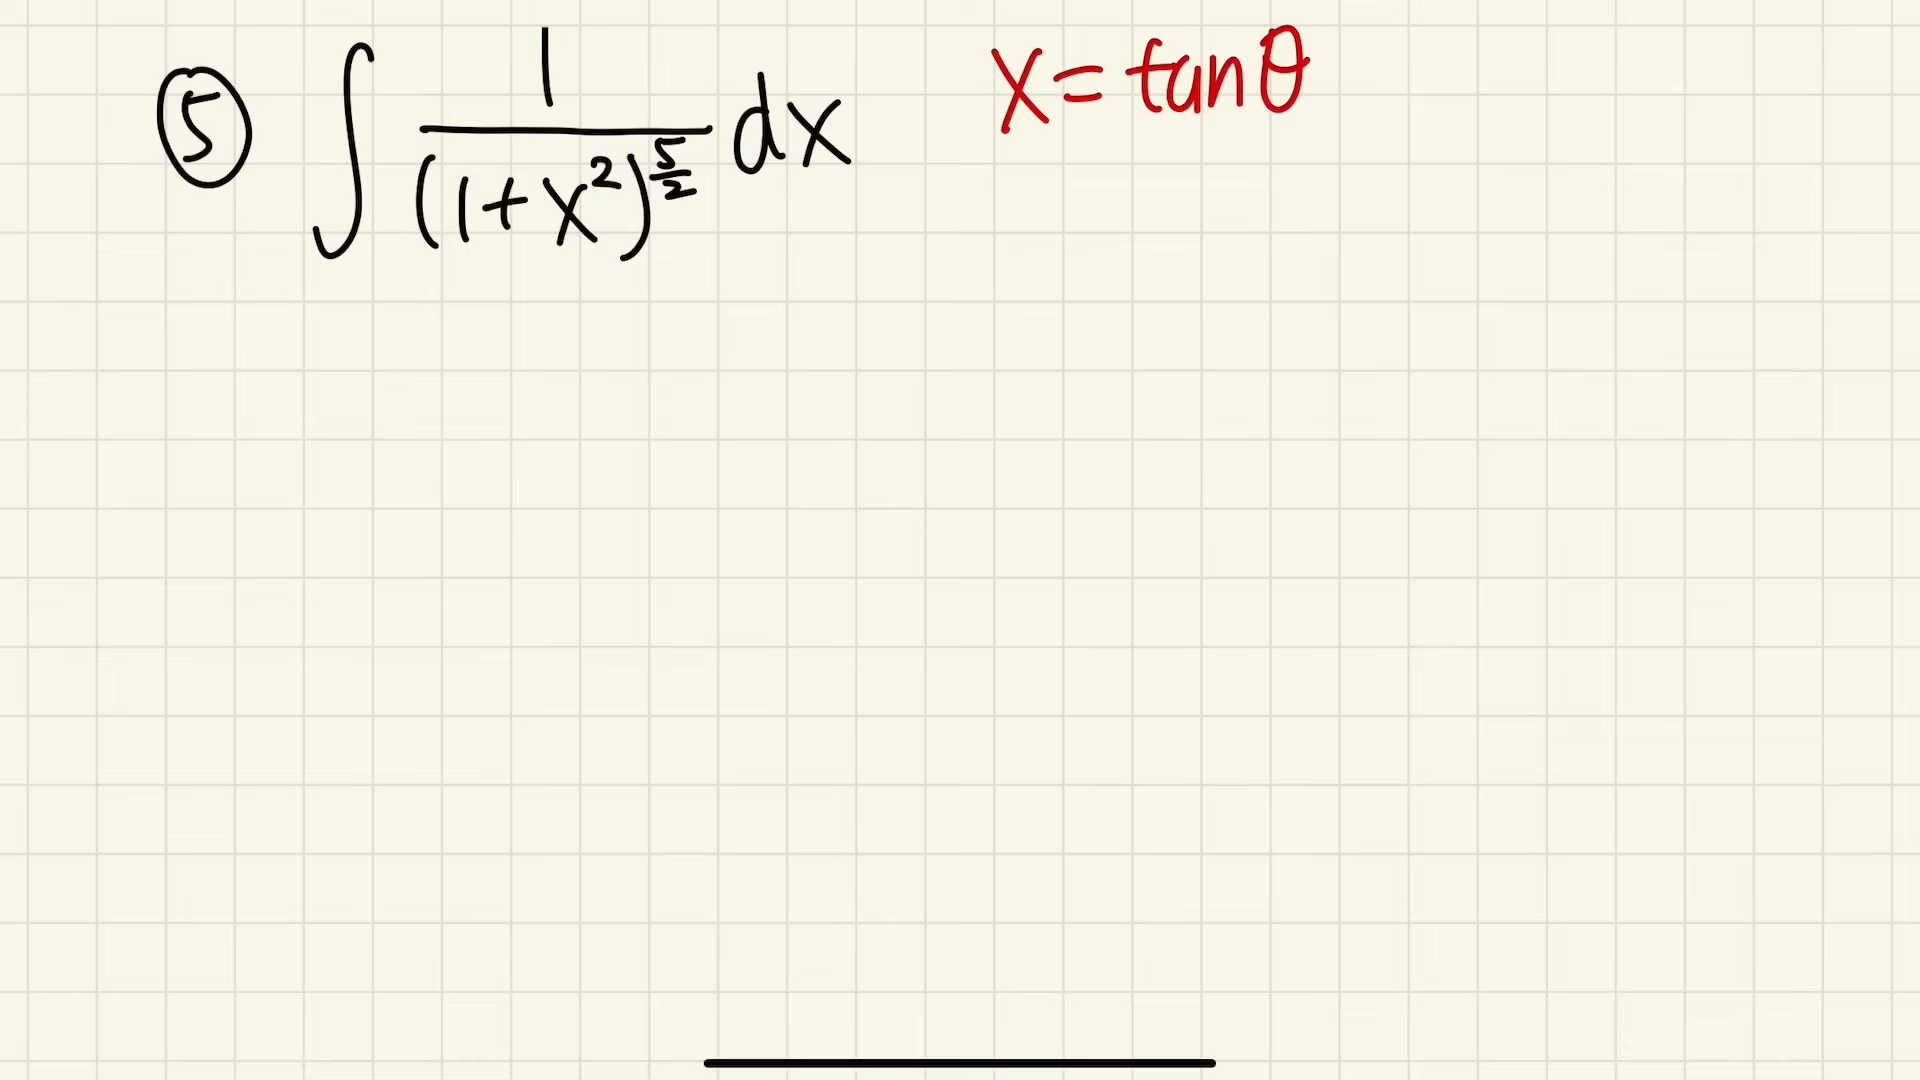 ⑤ ∫ 1/(1+x²)^(5/2) dx x = tanθ